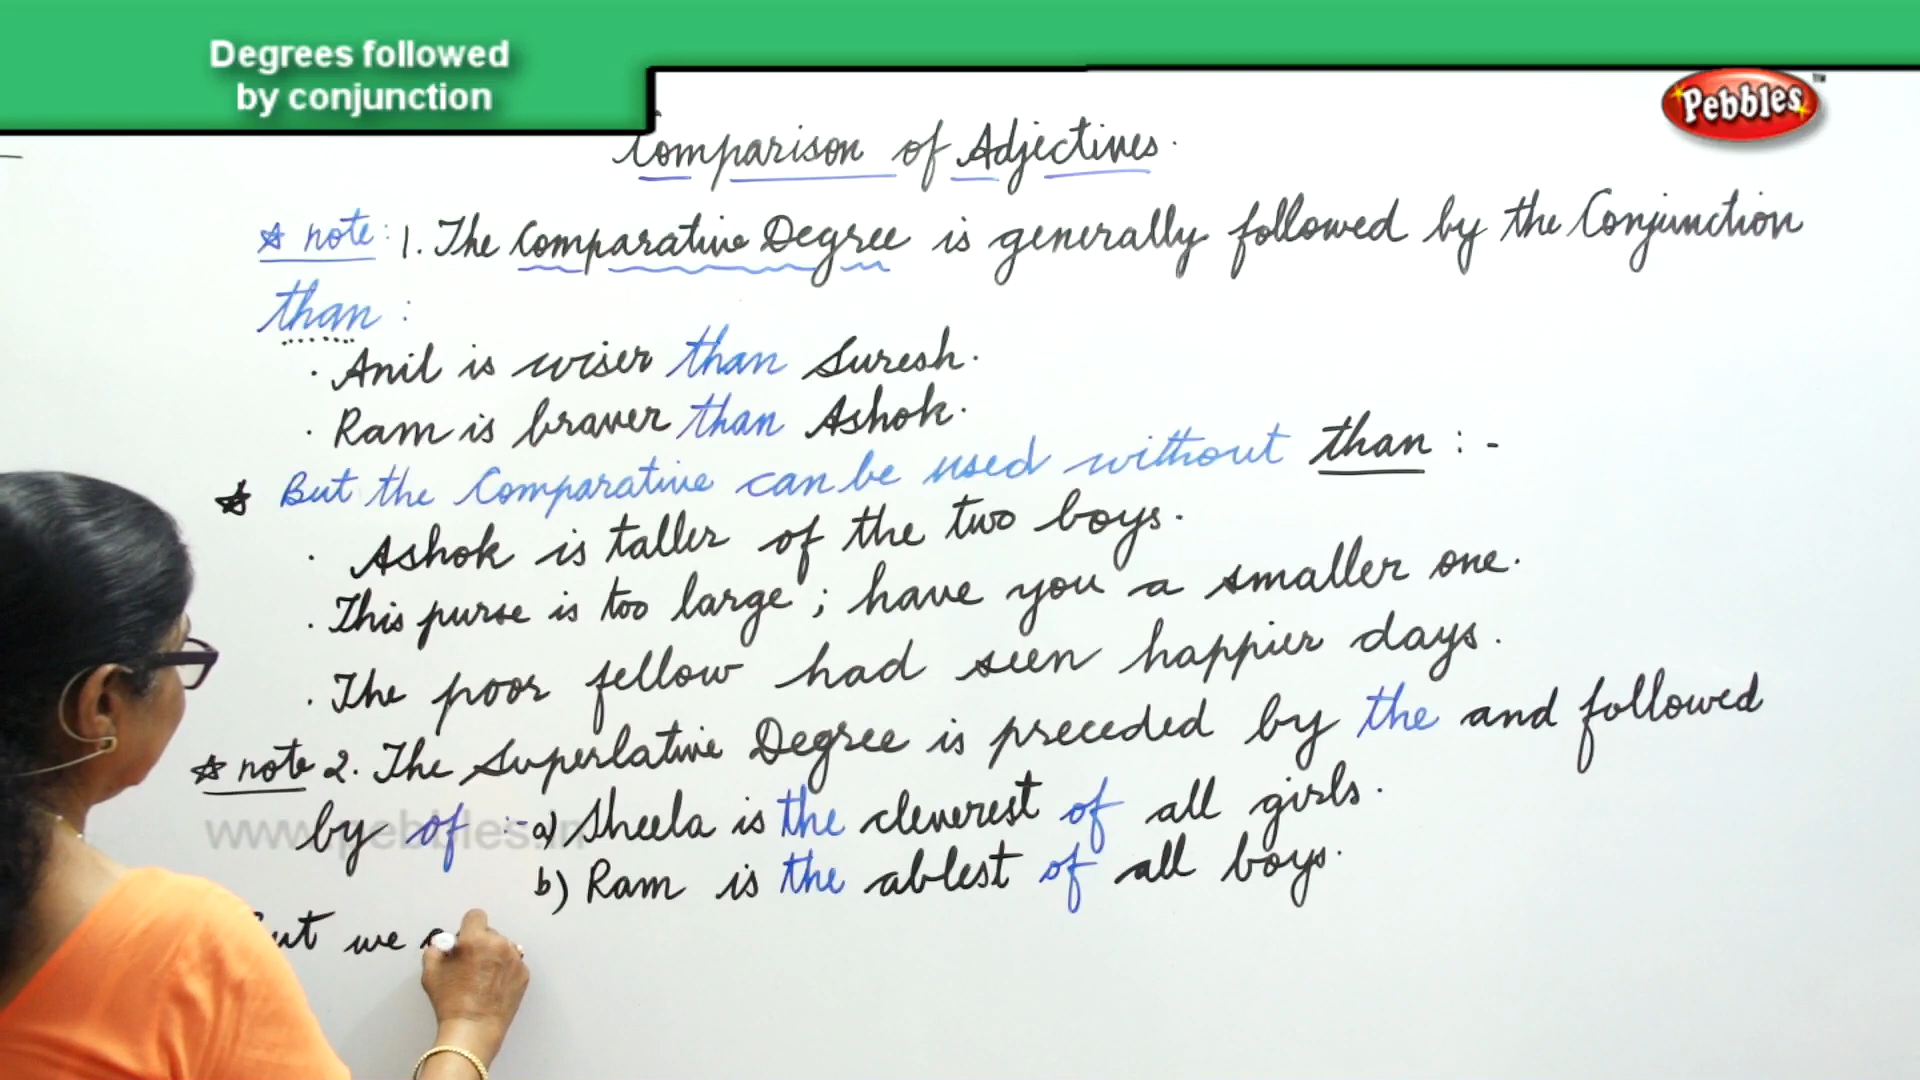 Degrees followed
by conjunction
Pebbles™
Comparison of Adjectives.
note: 1. The Comparative Degree is generally followed by the Conjunction
than :
· Anil is wiser than Suresh.
· Ram is braver than Ashok.
But the Comparative can be used without than : -
· Ashok is taller of the two boys.
· This purse is too large ; have you a smaller one.
· The poor fellow had seen happier days.
note 2. The Superlative Degree is preceded by the and followed
by of :- a) Sheela is the cleverest of all girls.
www.pebbles.in
b) Ram is the ablest of all boys.
we